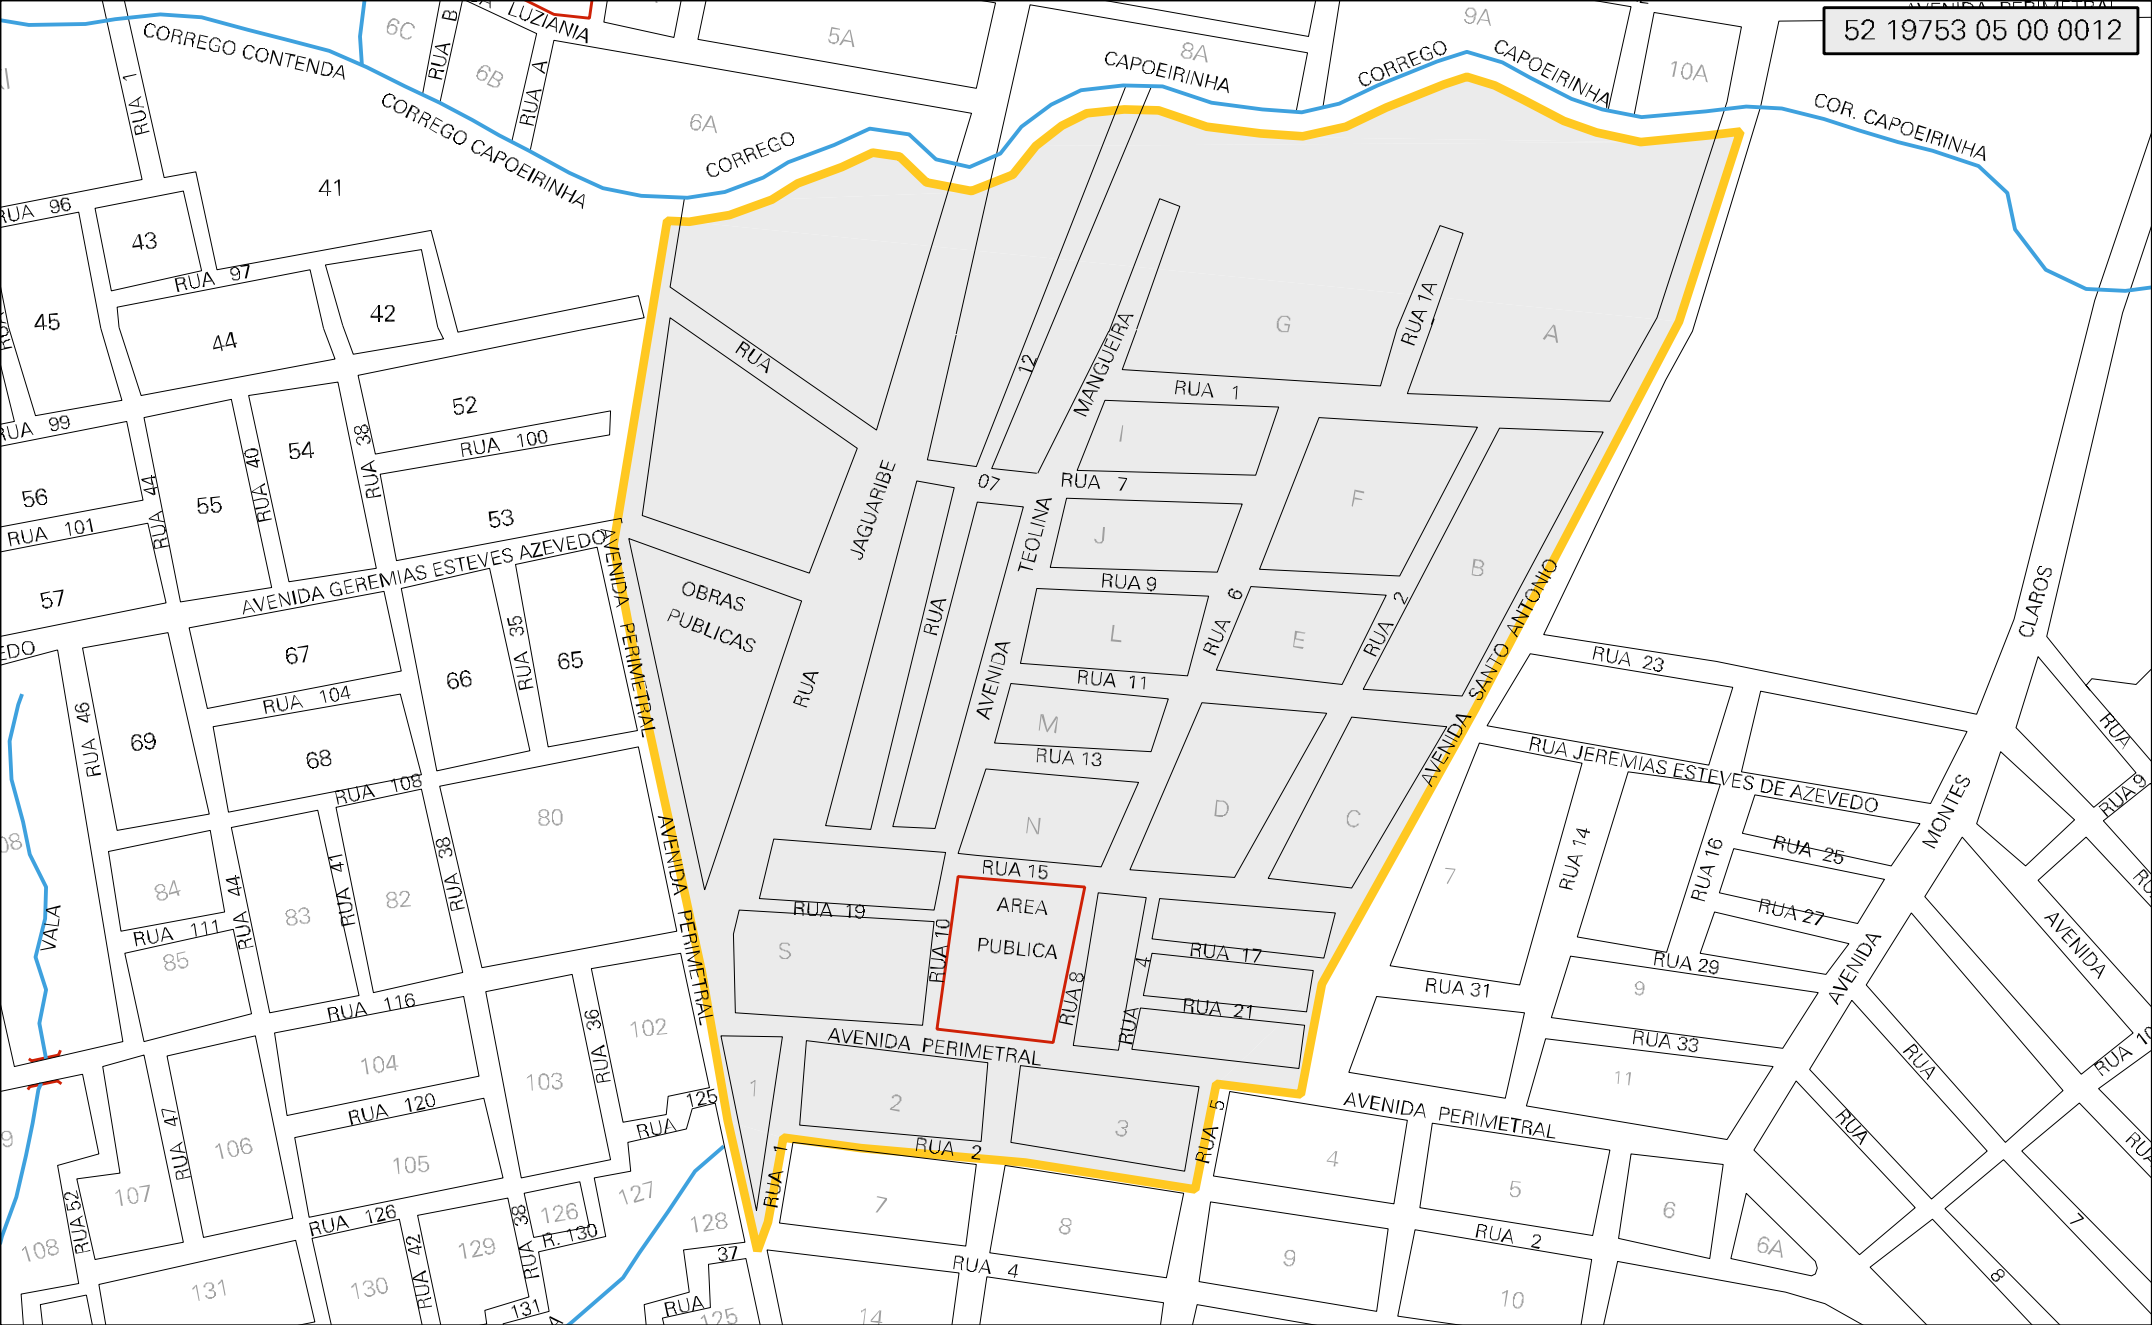 52 19753 05 00 0012
AVENIDA PERIMETRAL
LUZIANIA
RUA B
RUA A
6C
6B
5A
6A
8A
9A
10A
CORREGO CONTENDA
CORREGO CAPOEIRINHA
CORREGO
CAPOEIRINHA
CORREGO
CAPOEIRINHA
COR. CAPOEIRINHA
RUA 1
41
RUA 96
43
RUA 97
45
44
42
52
RUA 99
RUA 100
RUA 38
54
RUA 40
55
RUA 44
56
RUA 101
53
57
AVENIDA GEREMIAS ESTEVES AZEVEDO
AVENIDA PERIMETRAL
67
66
RUA 35
65
RUA 104
RUA 46
69
68
RUA 108
80
AVENIDA PERIMETRAL
84
RUA 44
83
RUA 41
82
RUA 38
VALA
RUA 111
85
RUA 116
104
103
RUA 36
102
RUA 120
RUA 125
RUA 47
106
105
107
RUA 52
RUA 126
RUA 38
126
127
R. 130
128
108
RUA 42
129
131
130
131
RUA 37
125
RUA
JAGUARIBE
RUA
12
MANGUEIRA
G
RUA 1A
A
RUA 1
I
07
RUA 7
F
J
TEOLINA
AVENIDA
RUA
RUA 9
B
OBRAS
PUBLICAS
L
RUA 6
E
RUA 2
RUA 11
M
RUA 13
N
D
C
AVENIDA SANTO ANTONIO
RUA 15
AREA
PUBLICA
RUA 19
S
RUA 10
RUA 8
RUA 4
RUA 17
RUA 21
AVENIDA PERIMETRAL
1
2
3
RUA 1
RUA 2
RUA 5
7
8
RUA 4
14
9
4
AVENIDA PERIMETRAL
5
6
6A
RUA 2
10
RUA 23
RUA JEREMIAS ESTEVES DE AZEVEDO
7
RUA 14
RUA 16
RUA 25
RUA 27
RUA 29
RUA 31
9
RUA 33
11
AVENIDA MONTES CLAROS
RUA
RUA 9
AVENIDA
RUA 10
RUA
RUA
7
8